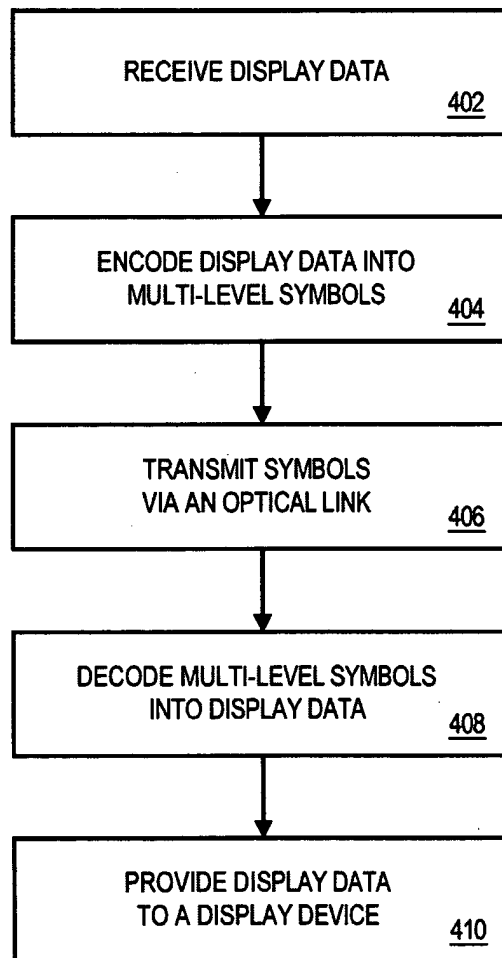 RECEIVE DISPLAY DATA
402
ENCODE DISPLAY DATA INTO
MULTI-LEVEL SYMBOLS
404
TRANSMIT SYMBOLS
VIA AN OPTICAL LINK
406
DECODE MULTI-LEVEL SYMBOLS
INTO DISPLAY DATA
408
PROVIDE DISPLAY DATA
TO A DISPLAY DEVICE
410